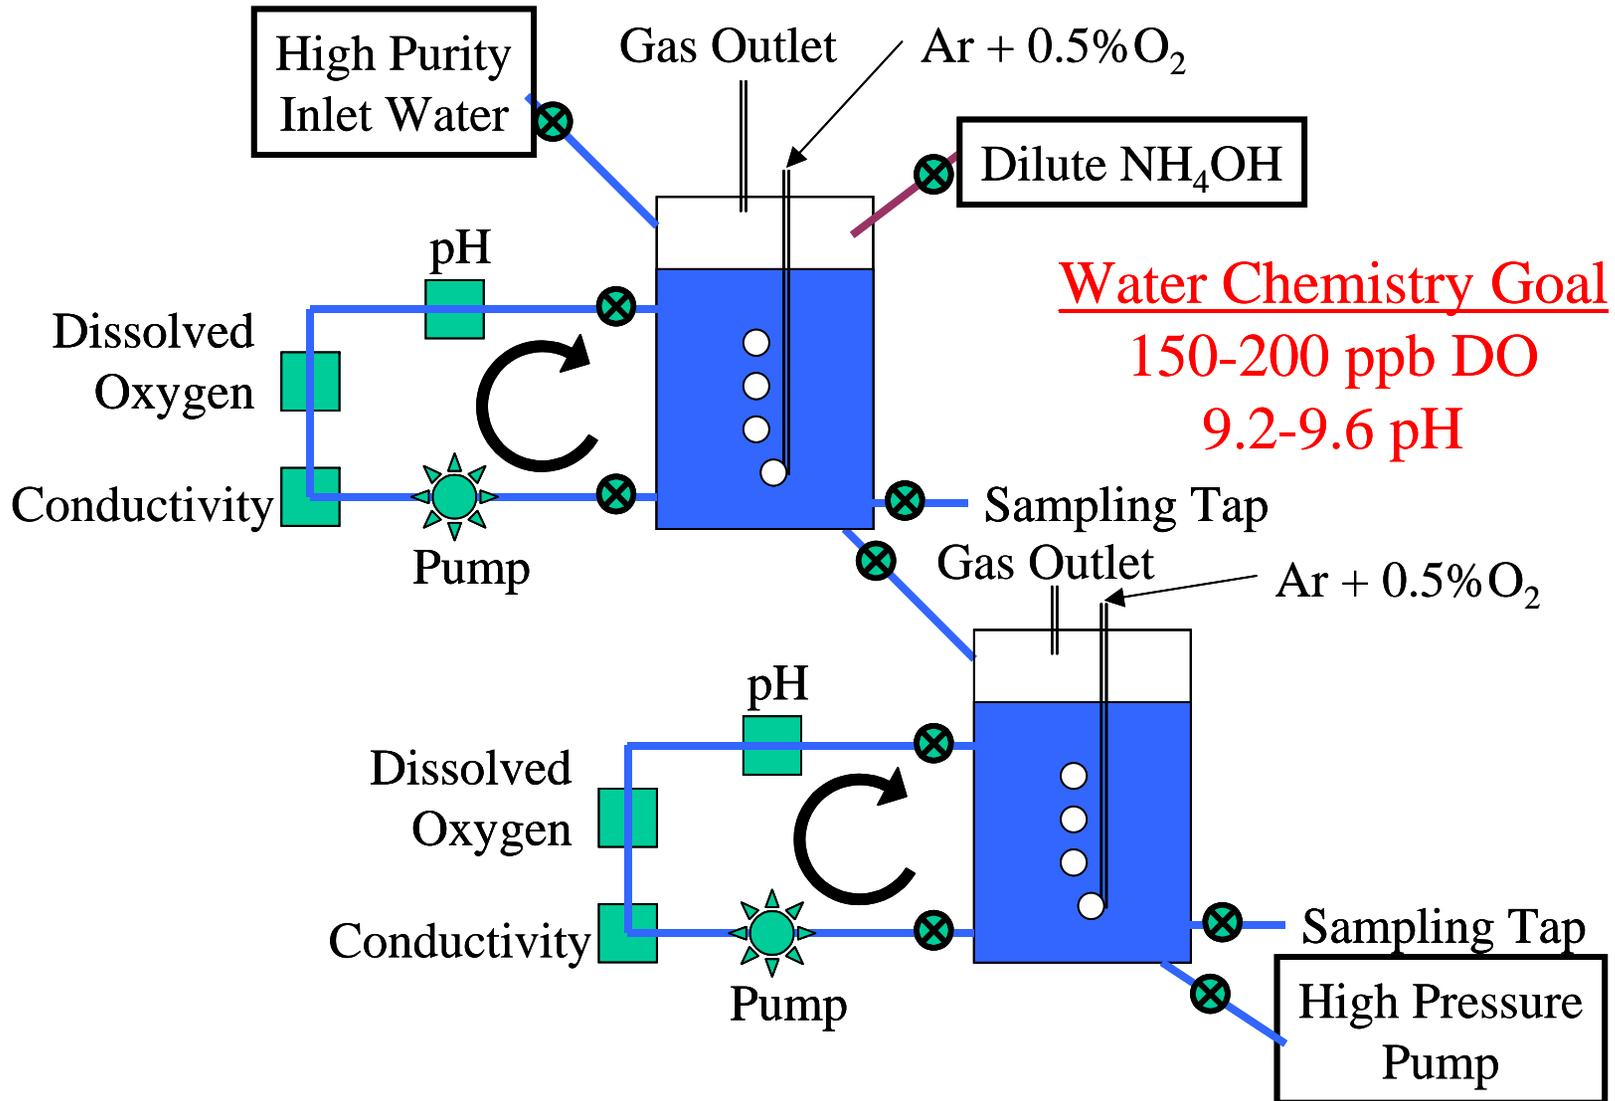 High Purity
Inlet Water
Gas Outlet
Ar + 0.5%O₂
Dilute NH₄OH
pH
Dissolved
Oxygen
Conductivity
Pump
Water Chemistry Goal
150-200 ppb DO
9.2-9.6 pH
Sampling Tap
Gas Outlet
Ar + 0.5%O₂
pH
Dissolved
Oxygen
Conductivity
Pump
Sampling Tap
High Pressure
Pump